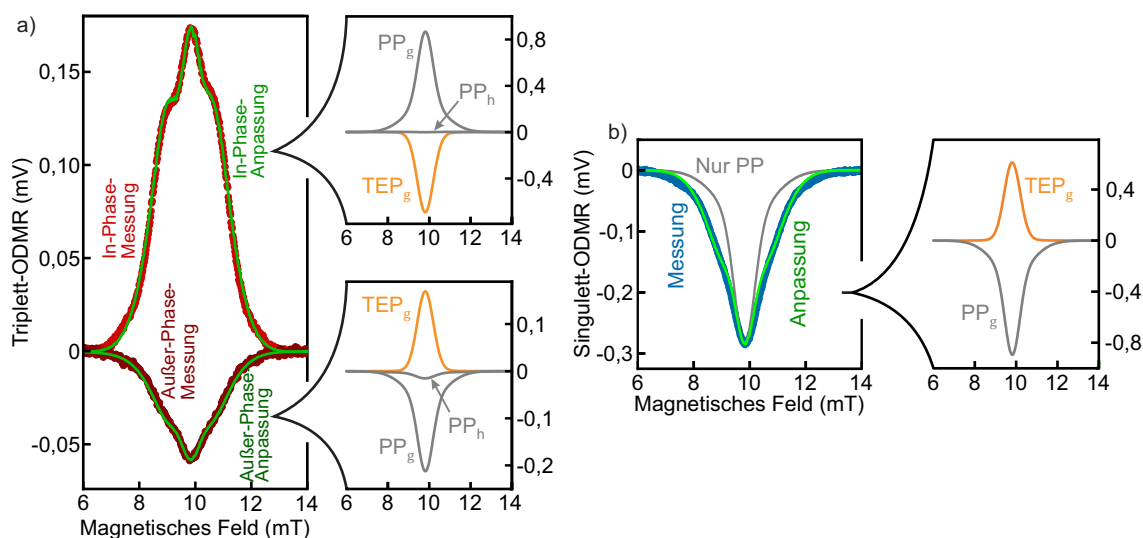 a)
Triplett-ODMR (mV)
0,15
0,10
0,05
0
-0,05
In-Phase-
Messung
In-Phase-
Anpassung
Außer-Phase-
Messung
Außer-Phase-
Anpassung
6 8 10 12 14
Magnetisches Feld (mT)
PPg
PPh
TEPg
0,8
0,4
0
-0,4
6 8 10 12 14
TEPg
PPh
PPg
0,1
0
-0,1
-0,2
6 8 10 12 14
b)
Singulett-ODMR (mV)
0
-0,1
-0,2
-0,3
Nur PP
Messung
Anpassung
6 8 10 12 14
Magnetisches Feld (mT)
TEPg
PPg
0,4
0
-0,4
-0,8
6 8 10 12 14